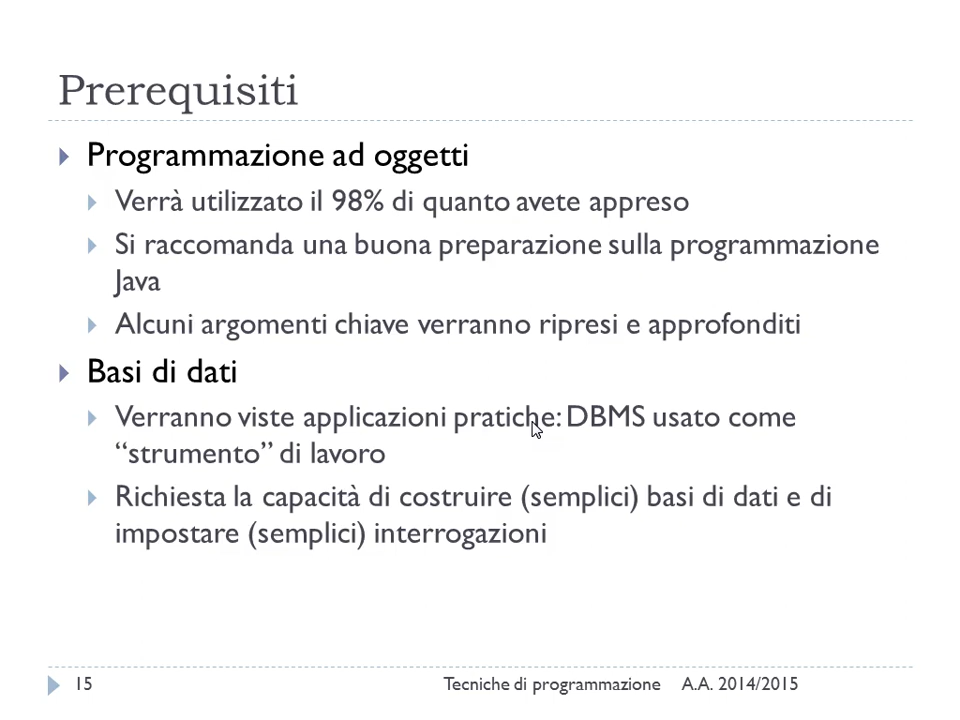 Prerequisiti
Programmazione ad oggetti
Verrà utilizzato il 98% di quanto avete appreso
Si raccomanda una buona preparazione sulla programmazione
Java
Alcuni argomenti chiave verranno ripresi e approfonditi
Basi di dati
Verranno viste applicazioni pratiche: DBMS usato come
“strumento” di lavoro
Richiesta la capacità di costruire (semplici) basi di dati e di
impostare (semplici) interrogazioni
15 Tecniche di programmazione A.A. 2014/2015